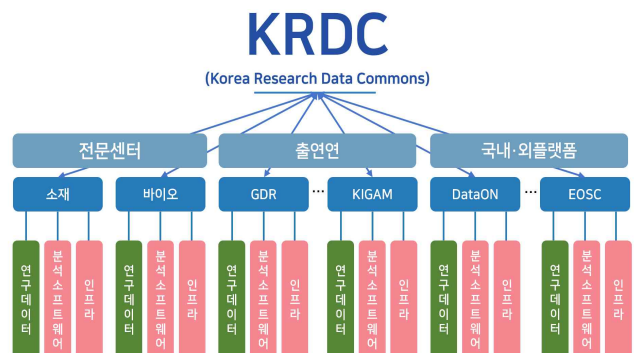 KRDC
(Korea Research Data Commons)
전문센터 출연연 국내·외플랫폼
소재 바이오 GDR ... KIGAM DataON ... EOSC
연구데이터 분석소프트웨어 인프라 연구데이터 분석소프트웨어 인프라 연구데이터 분석소프트웨어 인프라 연구데이터 분석소프트웨어 인프라 연구데이터 분석소프트웨어 인프라 연구데이터 분석소프트웨어 인프라